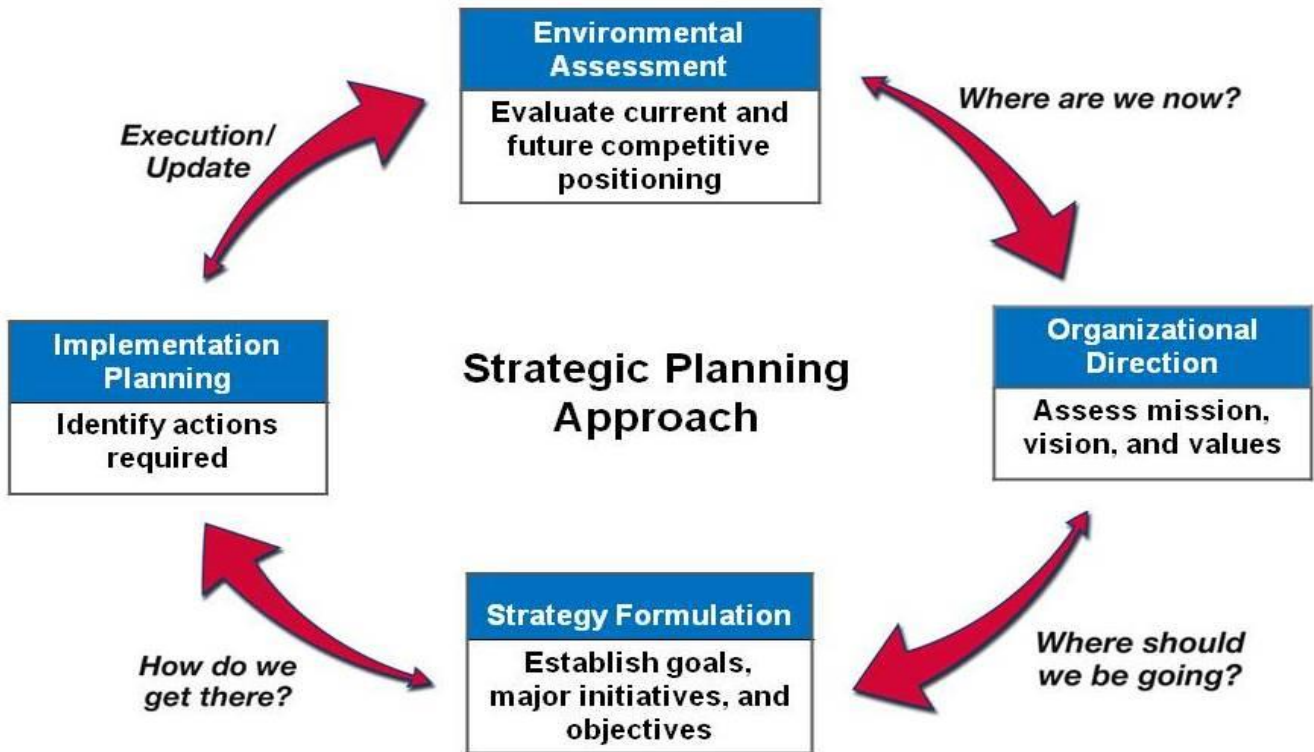 Environmental
Assessment
Evaluate current and
future competitive
positioning
Where are we now?
Execution/
Update
Organizational
Direction
Assess mission,
vision, and values
Implementation
Planning
Identify actions
required
Strategic Planning
Approach
Strategy Formulation
Establish goals,
major initiatives, and
objectives
Where should
we be going?
How do we
get there?